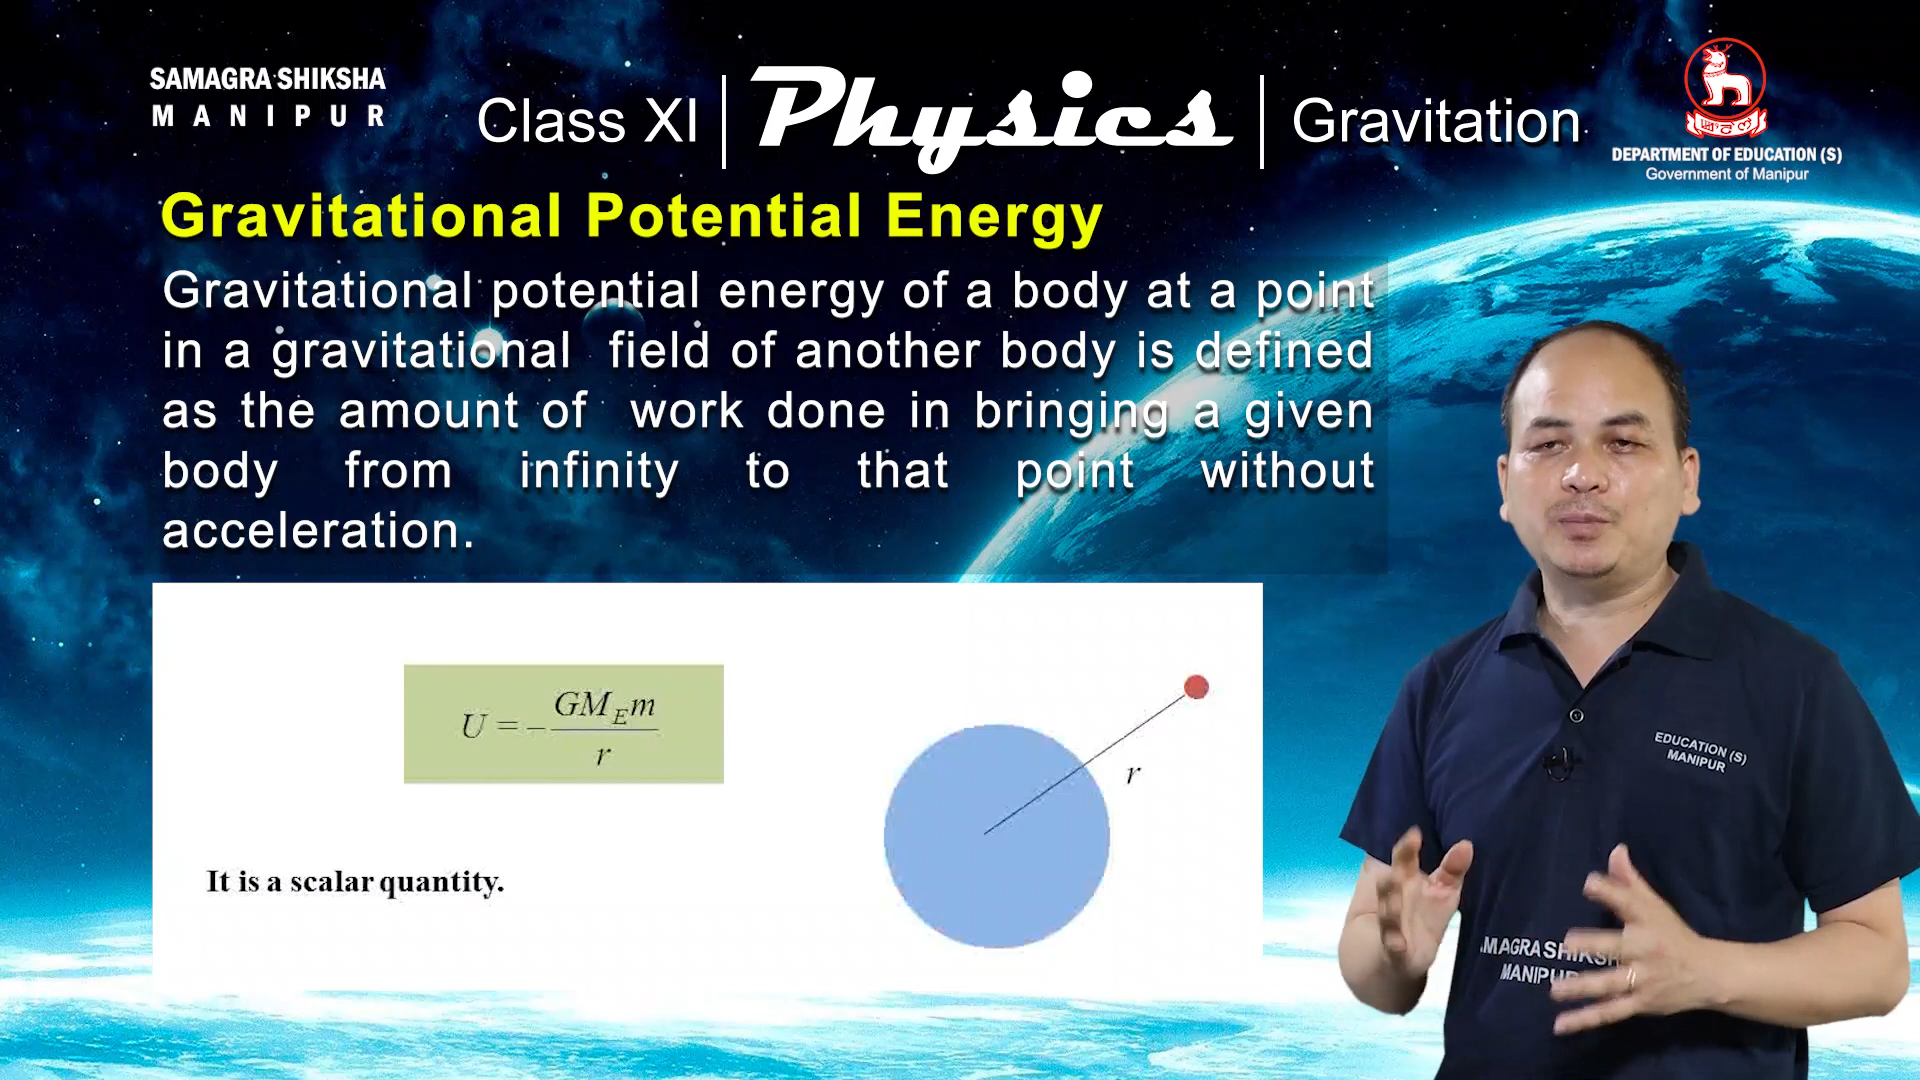 SAMAGRA SHIKSHA
MANIPUR
Class XI | Physics | Gravitation
DEPARTMENT OF EDUCATION (S)
Government of Manipur
Gravitational Potential Energy
Gravitational potential energy of a body at a point
in a gravitational field of another body is defined
as the amount of work done in bringing a given
body from infinity to that point without
acceleration.
U = - GM_E m / r
r
It is a scalar quantity.
EDUCATION (S)
MANIPUR
MANIPUR